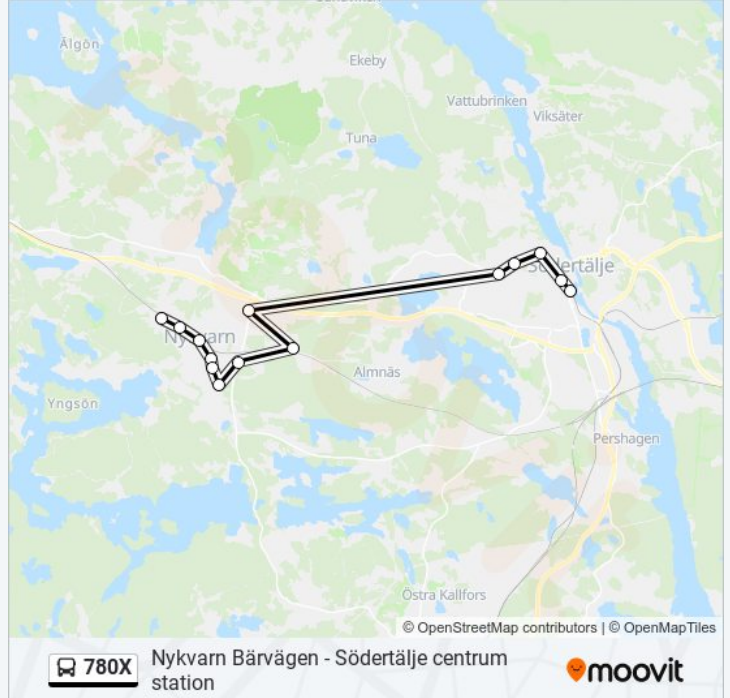 Älgön
Ekeby
Vattubrinken
Viksäter
Tuna
Södertälje
Nykvarn
Almnäs
Yngsön
Pershagen
Östra Kallfors
© OpenStreetMap contributors | © OpenMapTiles
780X
Nykvarn Bärvägen - Södertälje centrum
station
moovit